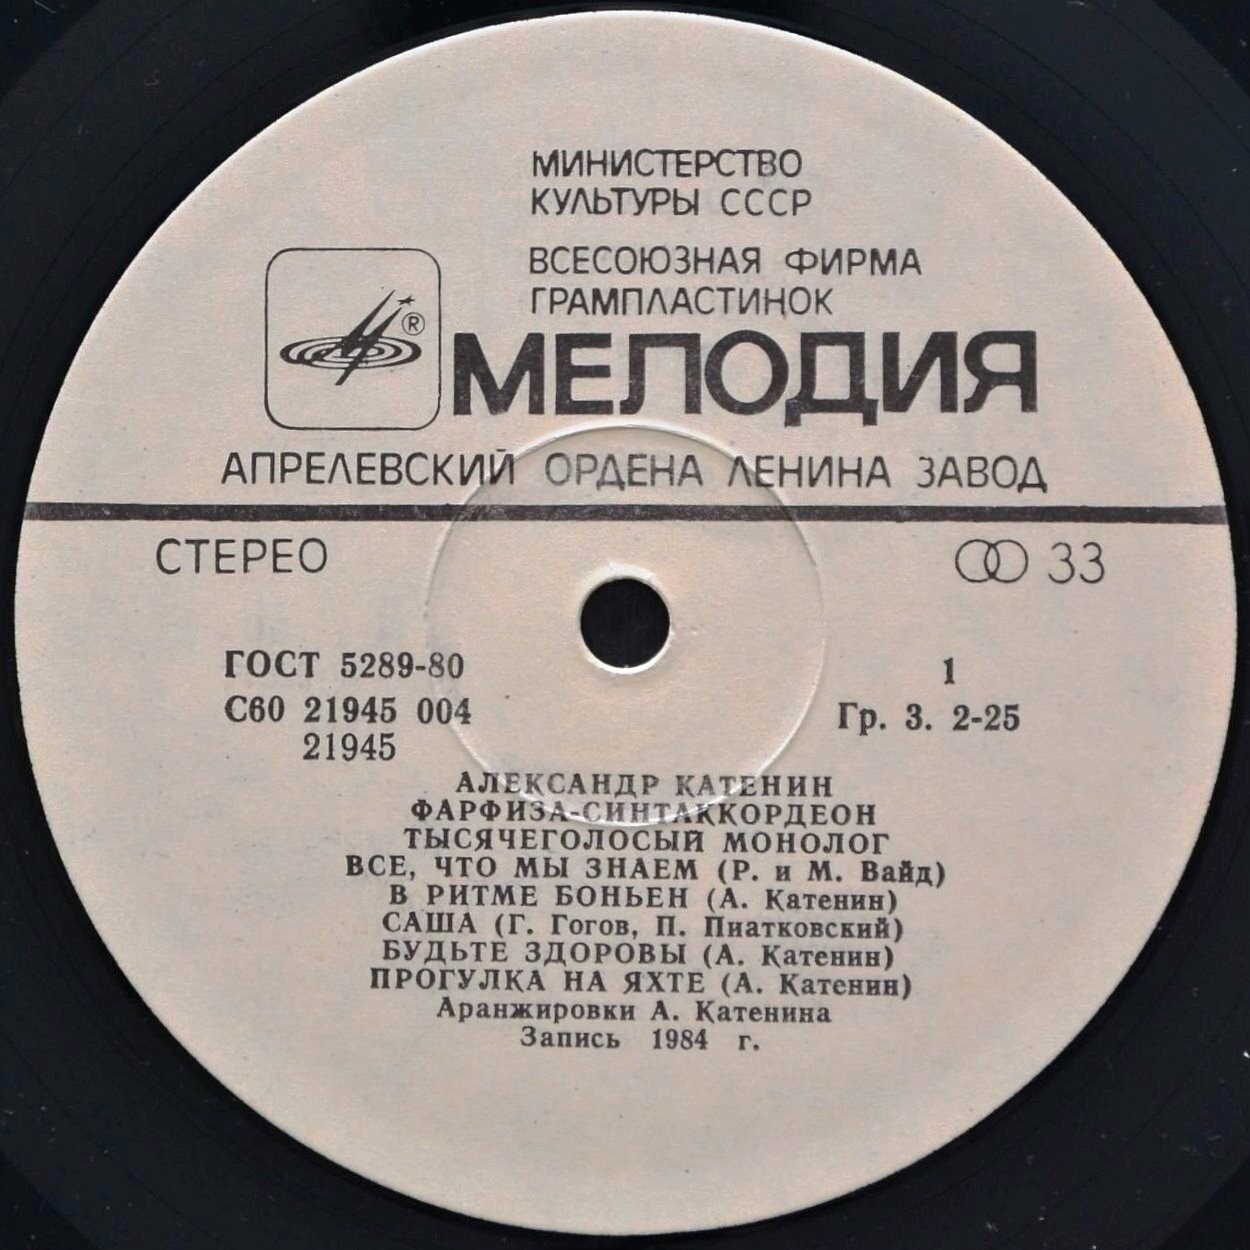 МИНИСТЕРСТВО
КУЛЬТУРЫ СССР
ВСЕСОЮЗНАЯ ФИРМА
ГРАМПЛАСТИНОК
®
МЕЛОДИЯ
АПРЕЛЕВСКИЙ ОРДЕНА ЛЕНИНА ЗАВОД
СТЕРЕО
33
ГОСТ 5289-80
1
С60 21945 004
Гр. 3. 2-25
21945
АЛЕКСАНДР КАТЕНИН
ФАРФИЗА-СИНТАККОРДЕОН
ТЫСЯЧЕГОЛОСЫЙ МОНОЛОГ
ВСЕ, ЧТО МЫ ЗНАЕМ (Р. и М. Вайд)
В РИТМЕ БОНЬЕН (А. Катенин)
САША (Г. Гогов, П. Пиатковский)
БУДЬТЕ ЗДОРОВЫ (А. Катенин)
ПРОГУЛКА НА ЯХТЕ (А. Катенин)
Аранжировки А. Катенина
Запись 1984 г.